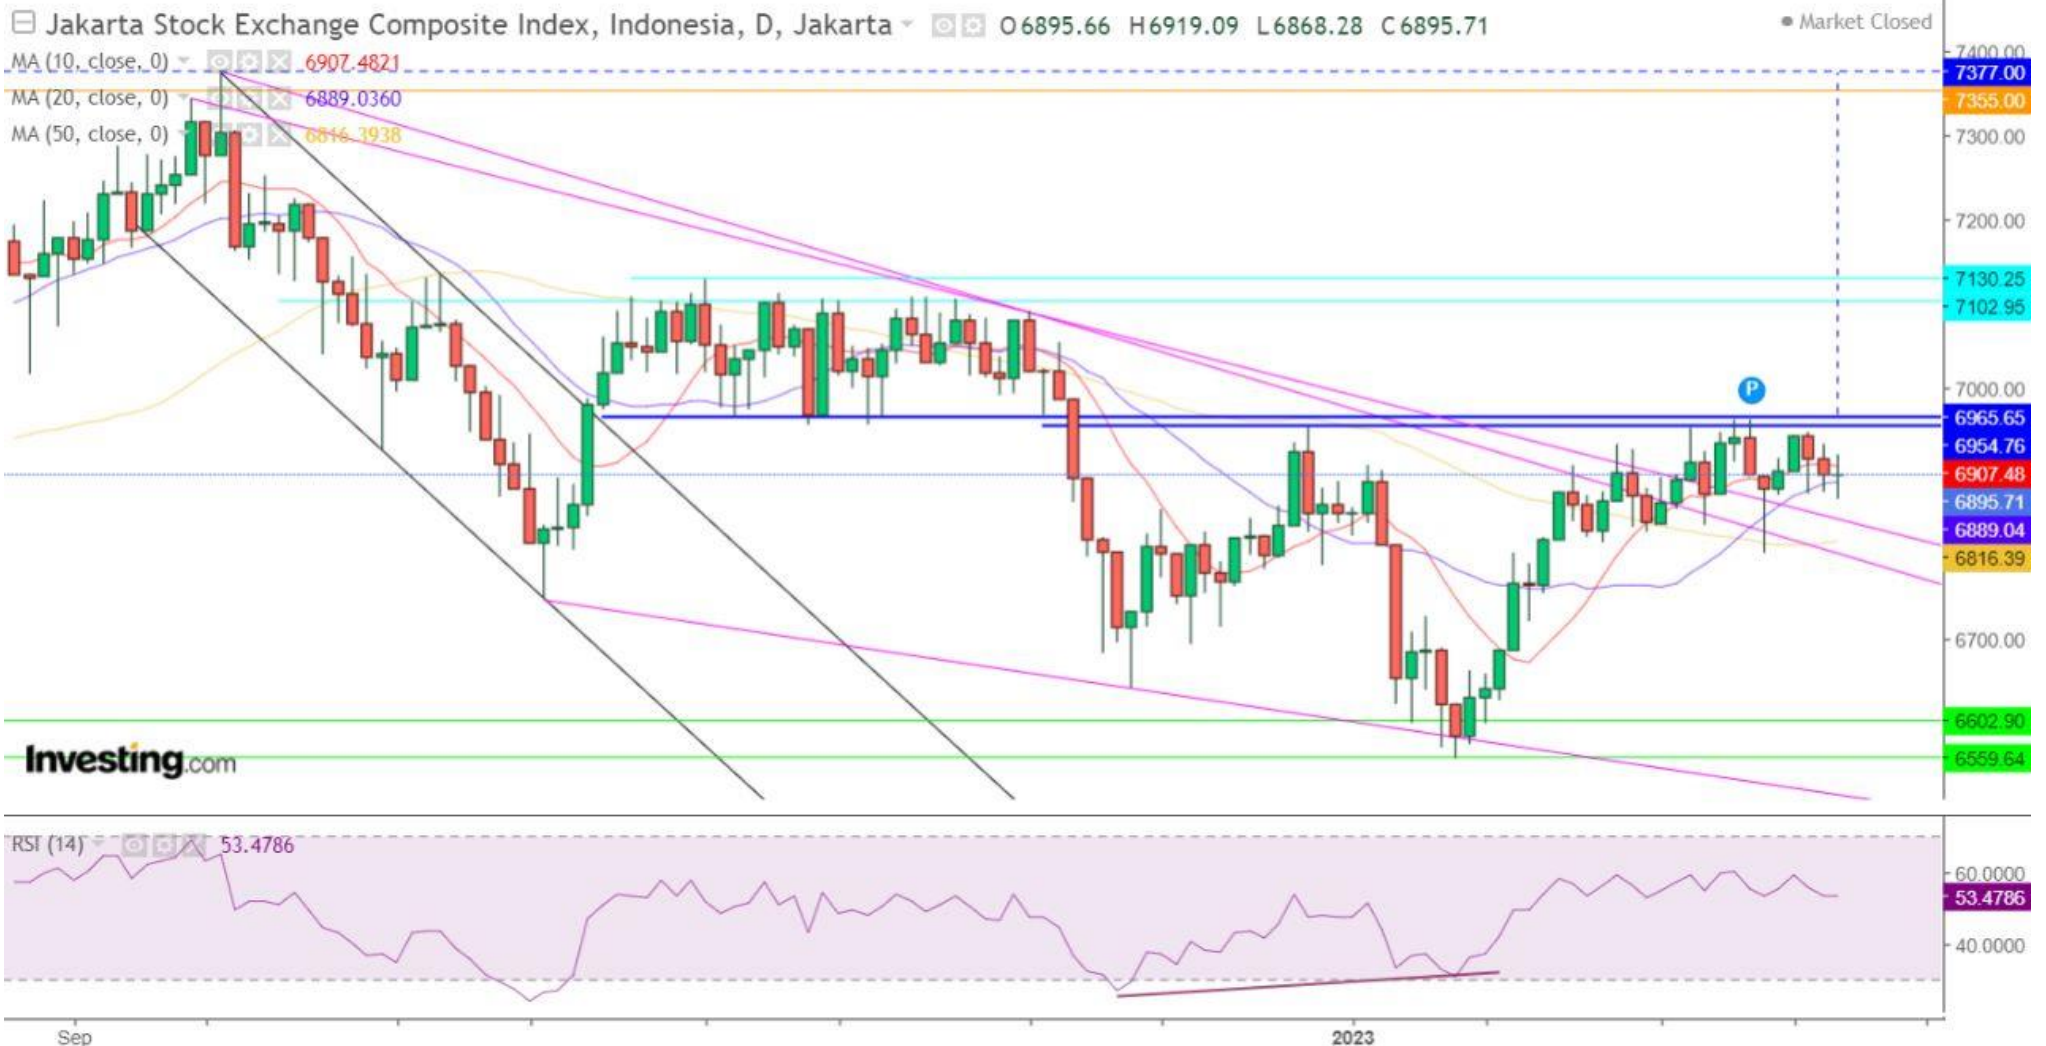 Jakarta Stock Exchange Composite Index, Indonesia, D, Jakarta O6895.66 H6919.09 L6868.28 C6895.71
Market Closed
MA (10, close, 0) 6907.4821
MA (20, close, 0) 6889.0360
MA (50, close, 0) 6816.3938
7400.00
7377.00
7355.00
7300.00
7200.00
7130.25
7102.95
P
7000.00
6965.65
6954.76
6907.48
6895.71
6889.04
6816.39
6700.00
6602.90
6559.64
Investing.com
RSI (14) 53.4786
60.0000
53.4786
40.0000
Sep 2023